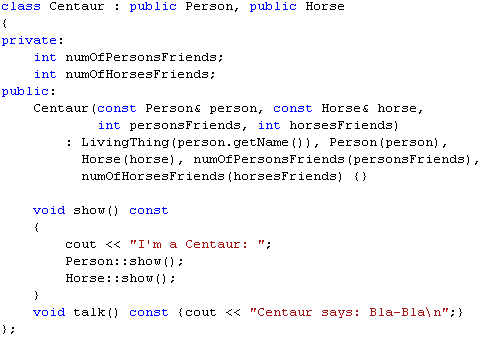 class Centaur : public Person, public Horse
{
private:
    int numOfPersonsFriends;
    int numOfHorsesFriends;
public:
    Centaur(const Person& person, const Horse& horse,
            int personsFriends, int horsesFriends)
        : LivingThing(person.getName()), Person(person),
          Horse(horse), numOfPersonsFriends(personsFriends),
          numOfHorsesFriends(horsesFriends) {}

    void show() const
    {
        cout << "I'm a Centaur: ";
        Person::show();
        Horse::show();
    }
    void talk() const {cout << "Centaur says: Bla-Bla\n";}
};